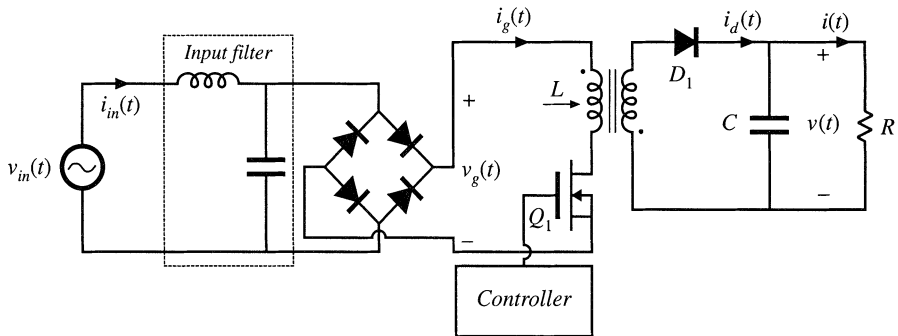 Input filter
i_in(t)
v_in(t)
+
v_g(t)
–
i_g(t)
L
Q_1
Controller
D_1
i_d(t)
i(t)
C
+
v(t)
–
R